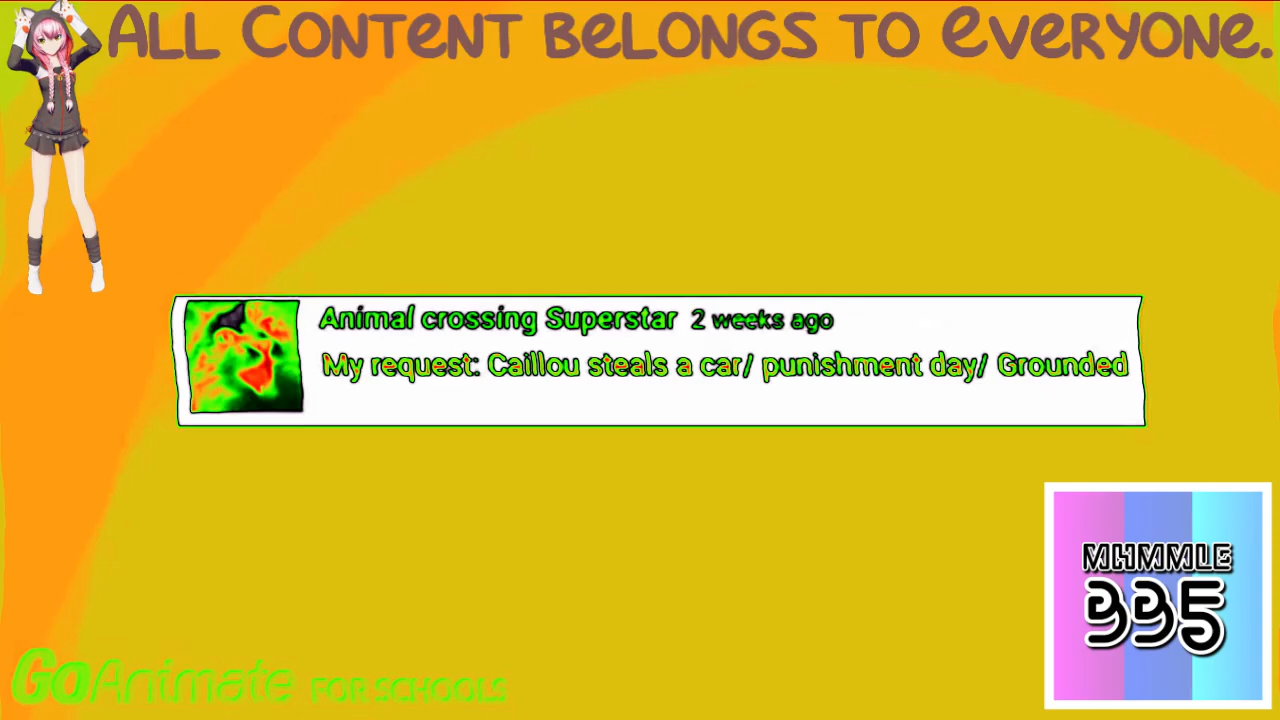 ALL CONTENT BELONGS TO EVERYONE.
Animal crossing Superstar 2 weeks ago
My request: Caillou steals a car/ punishment day/ Grounded
MHMMLE
335
GoAnimate FOR SCHOOLS